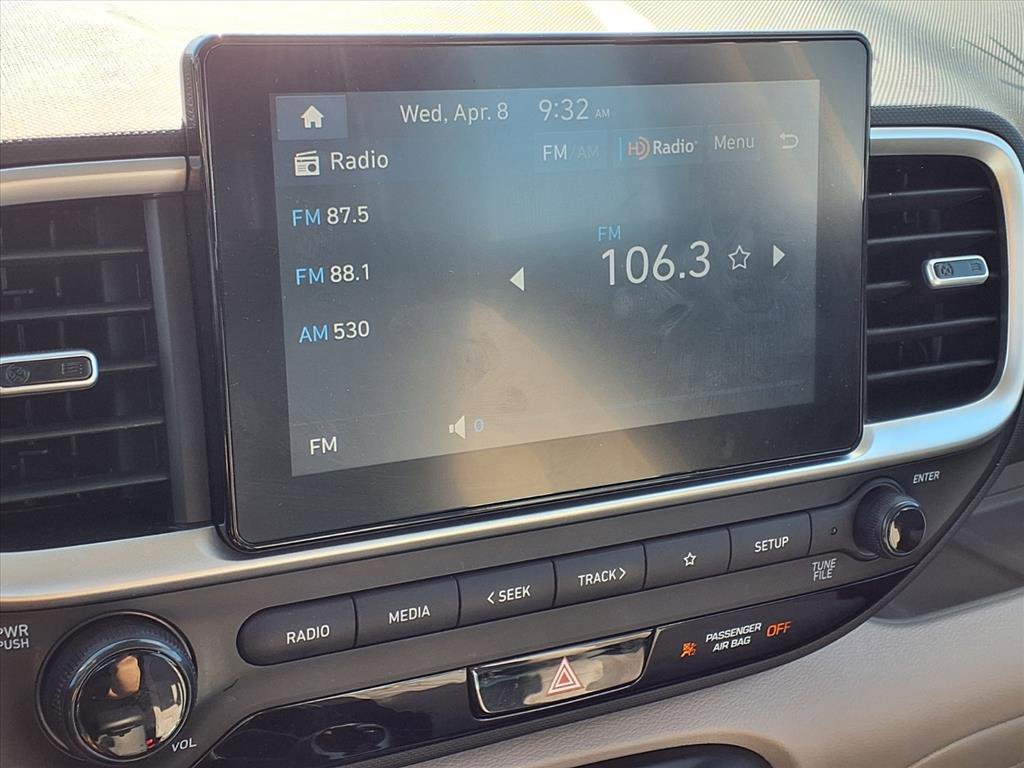 Wed, Apr. 8 9:32 AM
Radio
FM/AM HD Radio Menu
FM 87.5
FM 88.1
AM 530
FM
106.3
FM
0
ENTER
TUNE
FILE
RADIO MEDIA < SEEK TRACK > SETUP
PWR
PUSH
VOL
PASSENGER
AIR BAG OFF